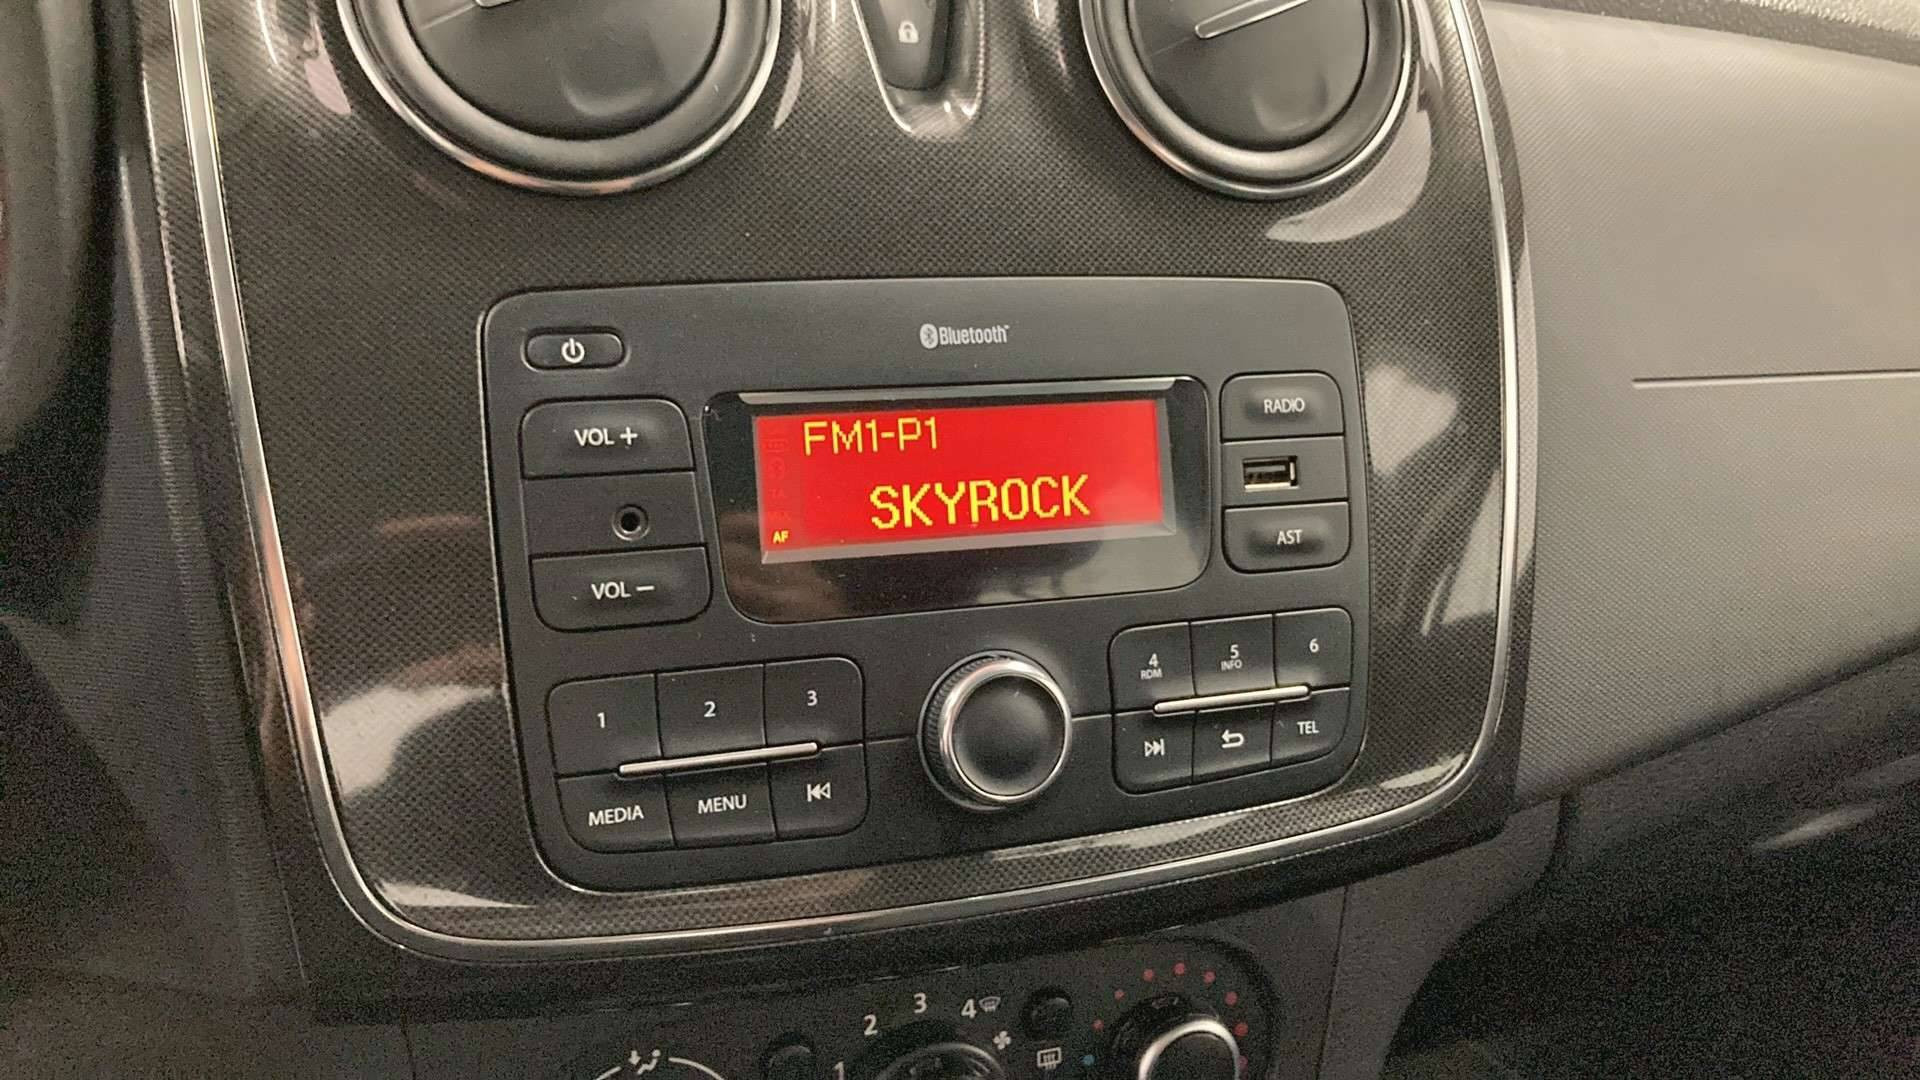 Bluetooth
VOL +
FM1-P1
SKYROCK
AF
RADIO
VOL −
AST
1
2
3
4
RDM
5
INFO
6
MEDIA
MENU
TEL
1
2
3
4